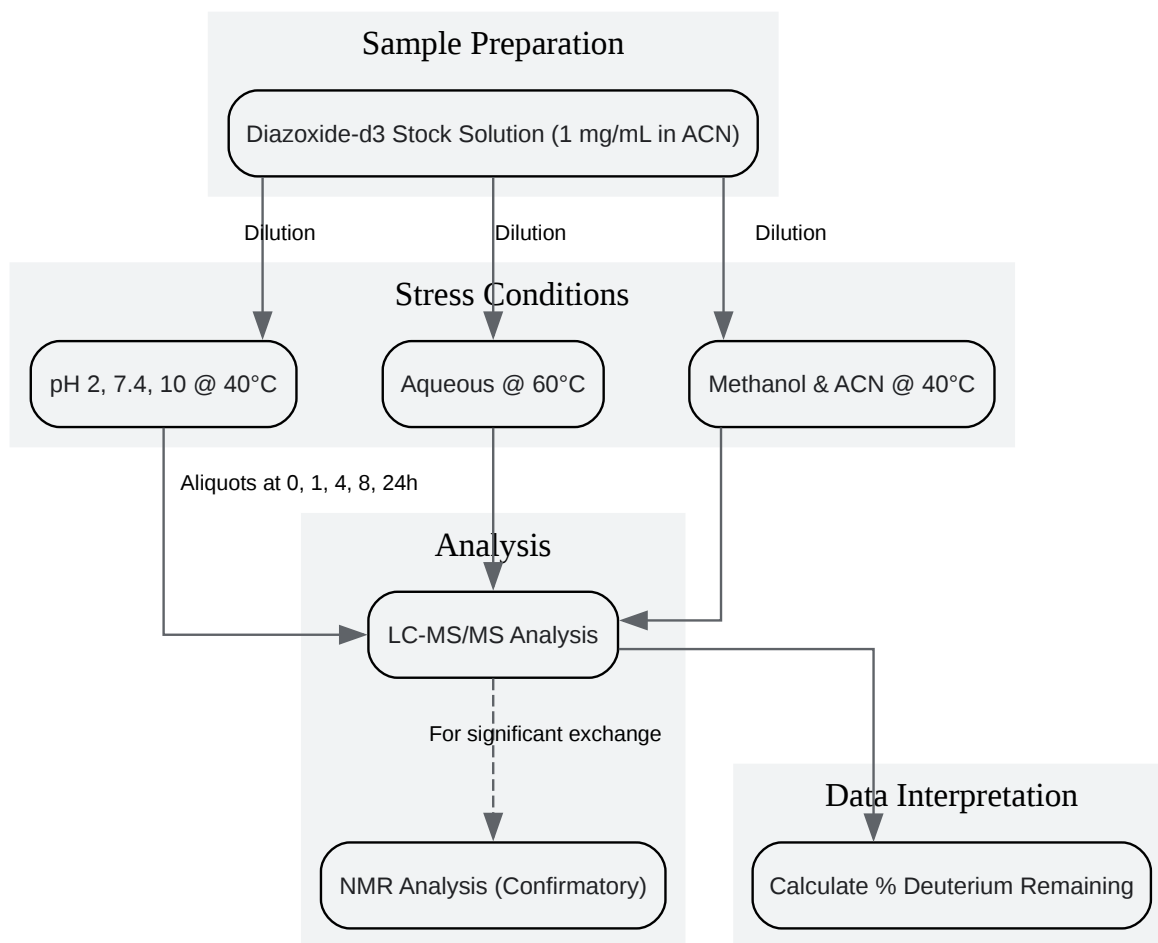 Sample Preparation
Diazoxide-d3 Stock Solution (1 mg/mL in ACN)
Dilution
Dilution
Dilution
Stress Conditions
pH 2, 7.4, 10 @ 40°C
Aqueous @ 60°C
Methanol & ACN @ 40°C
Aliquots at 0, 1, 4, 8, 24h
Analysis
LC-MS/MS Analysis
For significant exchange
Data Interpretation
NMR Analysis (Confirmatory)
Calculate % Deuterium Remaining